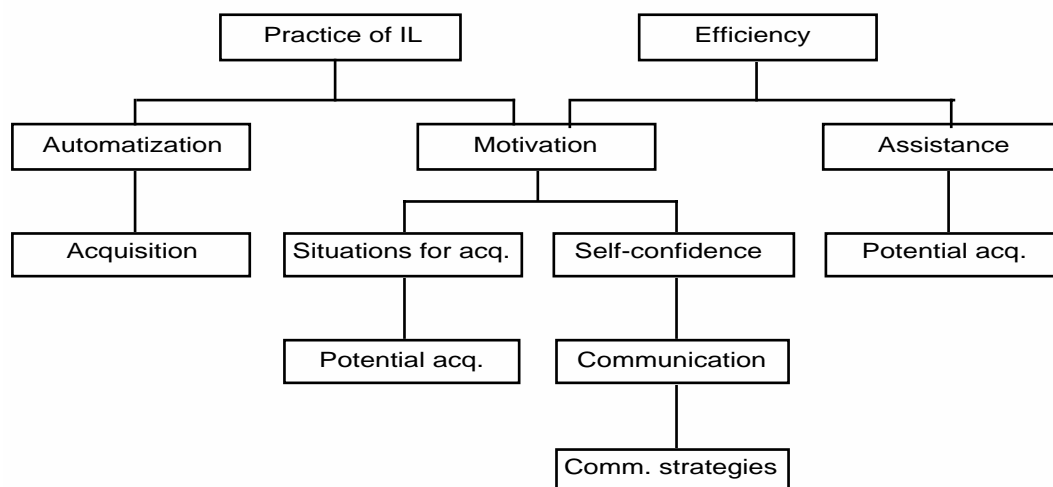 Practice of IL
Efficiency
Automatization
Motivation
Assistance
Acquisition
Situations for acq.
Self-confidence
Potential acq.
Potential acq.
Communication
Comm. strategies